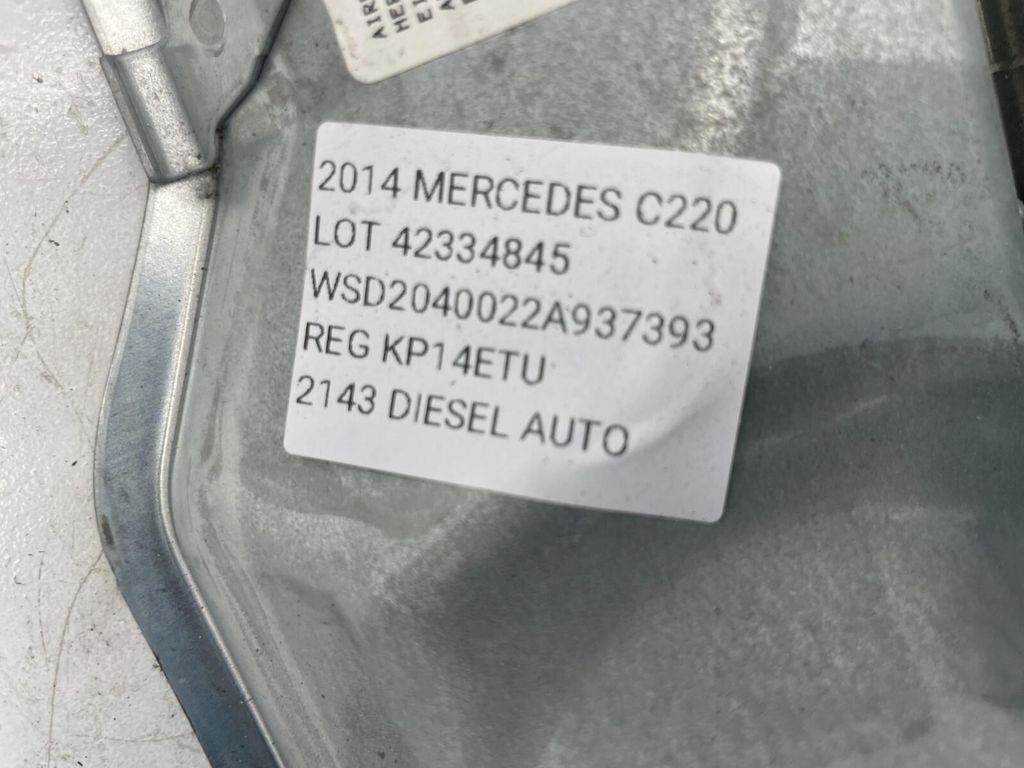 2014 MERCEDES C220
LOT 42334845
WSD2040022A937393
REG KP14ETU
2143 DIESEL AUTO